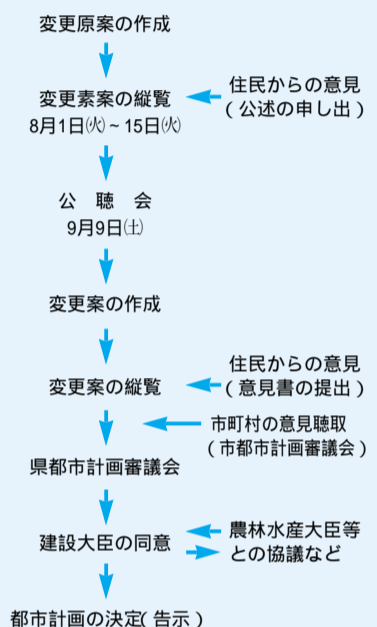 変更原案の作成
変更素案の縦覧
8月1日㈫~15日㈫
住民からの意見
(公述の申し出)
公 聴 会
9月9日㈯
変更案の作成
変更案の縦覧
住民からの意見
(意見書の提出)
市町村の意見聴取
(市都市計画審議会)
県都市計画審議会
建設大臣の同意
農林水産大臣等
との協議など
都市計画の決定(告示)